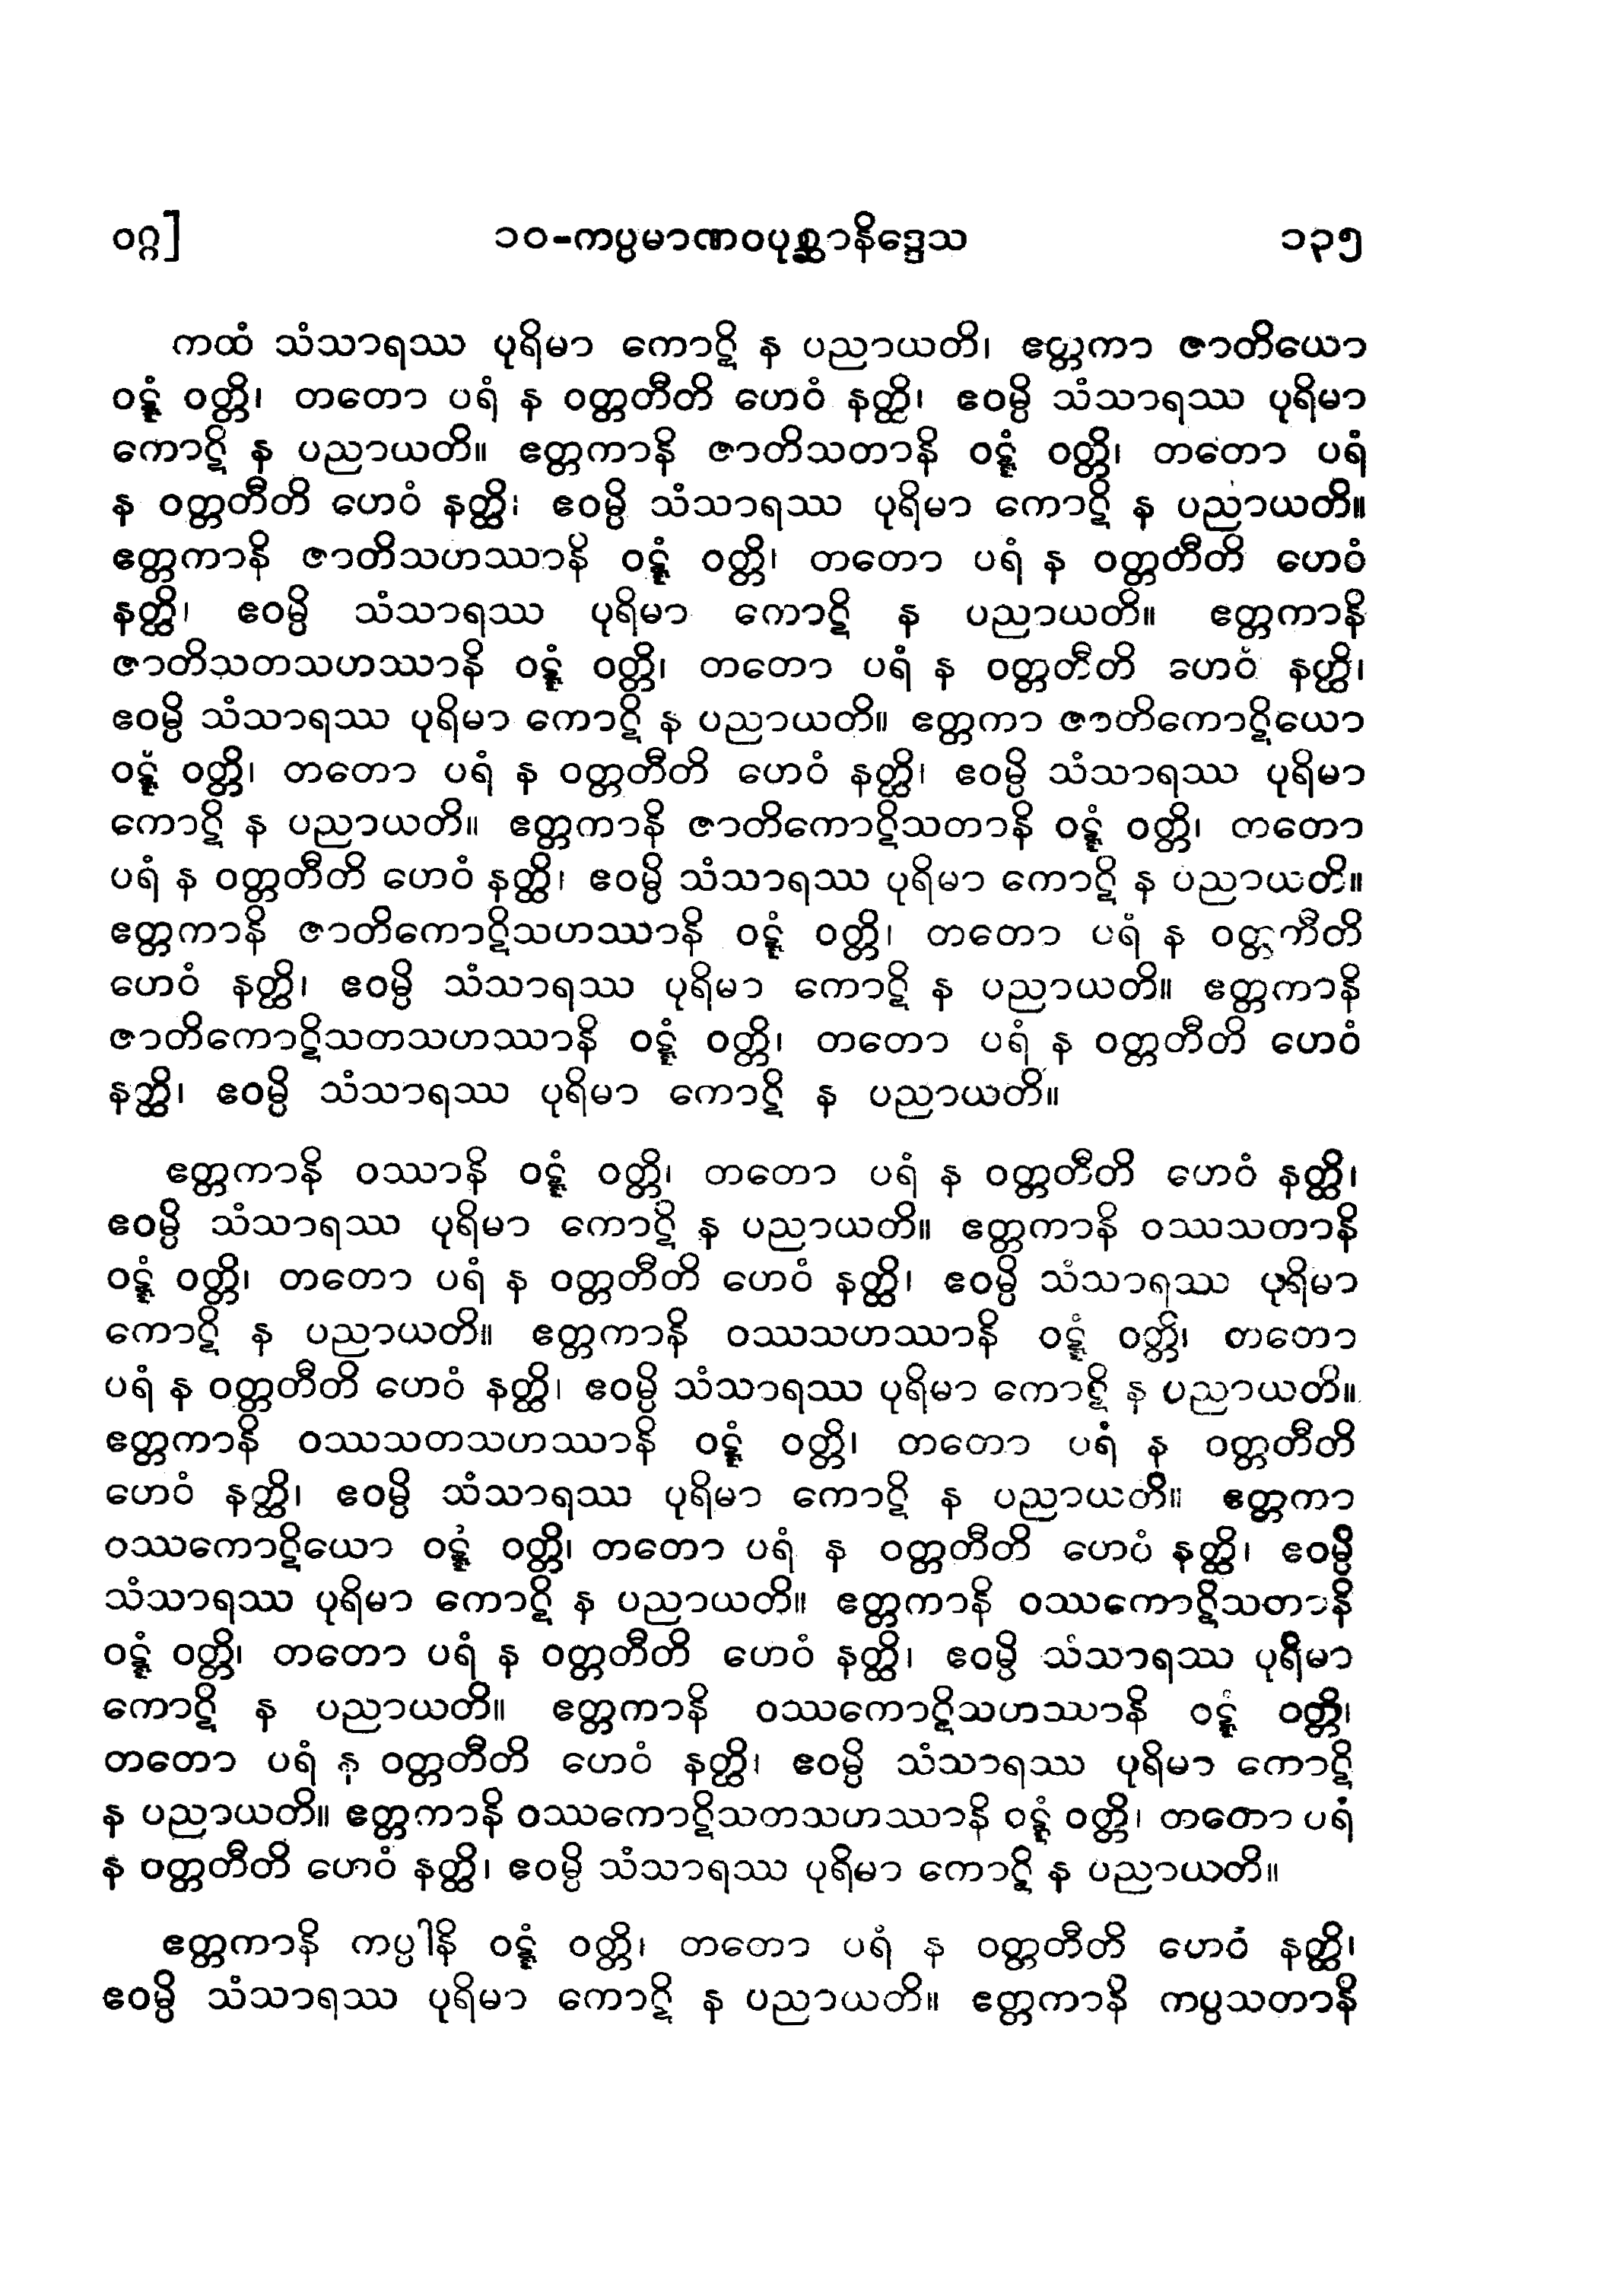 ဝဂ္ဂ] ၁၀-ကပ္ပမာဏဝပုစ္ဆာနိဒ္ဒေသ ၁၃၅
ကထံ သံသာရဿ ပုရိမာ ကောဋိ န ပညာယတိ၊ ဧတ္တကာ ဇာတိယော
ဝဋ္ဋံ ဝတ္တိ၊ တတော ပရံ န ဝတ္တတီတိ ဟေဝံ နတ္ထိ၊ ဧဝမ္ပိ သံသာရဿ ပုရိမာ
ကောဋိ န ပညာယတိ။ ဧတ္တကာနိ ဇာတိသတာနိ ဝဋ္ဋံ ဝတ္တိ၊ တတော ပရံ
န ဝတ္တတီတိ ဟေဝံ နတ္ထိ၊ ဧဝမ္ပိ သံသာရဿ ပုရိမာ ကောဋိ န ပညာယတိ။
ဧတ္တကာနိ ဇာတိသဟဿာနိ ဝဋ္ဋံ ဝတ္တိ၊ တတော ပရံ န ဝတ္တတီတိ ဟေဝံ
နတ္ထိ၊ ဧဝမ္ပိ သံသာရဿ ပုရိမာ ကောဋိ န ပညာယတိ။ ဧတ္တကာနိ
ဇာတိသတသဟဿာနိ ဝဋ္ဋံ ဝတ္တိ၊ တတော ပရံ န ဝတ္တတီတိ ဟေဝံ နတ္ထိ၊
ဧဝမ္ပိ သံသာရဿ ပုရိမာ ကောဋိ န ပညာယတိ။ ဧတ္တကာ ဇာတိကောဋိယော
ဝဋ္ဋံ ဝတ္တိ၊ တတော ပရံ န ဝတ္တတီတိ ဟေဝံ နတ္ထိ၊ ဧဝမ္ပိ သံသာရဿ ပုရိမာ
ကောဋိ န ပညာယတိ။ ဧတ္တကာနိ ဇာတိကောဋိသတာနိ ဝဋ္ဋံ ဝတ္တိ၊ တတော
ပရံ န ဝတ္တတီတိ ဟေဝံ နတ္ထိ၊ ဧဝမ္ပိ သံသာရဿ ပုရိမာ ကောဋိ န ပညာယတိ။
ဧတ္တကာနိ ဇာတိကောဋိသဟဿာနိ ဝဋ္ဋံ ဝတ္တိ၊ တတော ပရံ န ဝတ္တတီတိ
ဟေဝံ နတ္ထိ၊ ဧဝမ္ပိ သံသာရဿ ပုရိမာ ကောဋိ န ပညာယတိ။ ဧတ္တကာနိ
ဇာတိကောဋိသတသဟဿာနိ ဝဋ္ဋံ ဝတ္တိ၊ တတော ပရံ န ဝတ္တတီတိ ဟေဝံ
နတ္ထိ၊ ဧဝမ္ပိ သံသာရဿ ပုရိမာ ကောဋိ န ပညာယတိ။
ဧတ္တကာနိ ဝဿာနိ ဝဋ္ဋံ ဝတ္တိ၊ တတော ပရံ န ဝတ္တတီတိ ဟေဝံ နတ္ထိ၊
ဧဝမ္ပိ သံသာရဿ ပုရိမာ ကောဋိ န ပညာယတိ။ ဧတ္တကာနိ ဝဿသတာနိ
ဝဋ္ဋံ ဝတ္တိ၊ တတော ပရံ န ဝတ္တတီတိ ဟေဝံ နတ္ထိ၊ ဧဝမ္ပိ သံသာရဿ ပုရိမာ
ကောဋိ န ပညာယတိ။ ဧတ္တကာနိ ဝဿသဟဿာနိ ဝဋ္ဋံ ဝတ္တိ၊ တတော
ပရံ န ဝတ္တတီတိ ဟေဝံ နတ္ထိ၊ ဧဝမ္ပိ သံသာရဿ ပုရိမာ ကောဋိ န ပညာယတိ။
ဧတ္တကာနိ ဝဿသတသဟဿာနိ ဝဋ္ဋံ ဝတ္တိ၊ တတော ပရံ န ဝတ္တတီတိ
ဟေဝံ နတ္ထိ၊ ဧဝမ္ပိ သံသာရဿ ပုရိမာ ကောဋိ န ပညာယတိ။ ဧတ္တကာ
ဝဿကောဋိယော ဝဋ္ဋံ ဝတ္တိ၊ တတော ပရံ န ဝတ္တတီတိ ဟေဝံ နတ္ထိ၊ ဧဝမ္ပိ
သံသာရဿ ပုရိမာ ကောဋိ န ပညာယတိ။ ဧတ္တကာနိ ဝဿကောဋိသတာနိ
ဝဋ္ဋံ ဝတ္တိ၊ တတော ပရံ န ဝတ္တတီတိ ဟေဝံ နတ္ထိ၊ ဧဝမ္ပိ သံသာရဿ ပုရိမာ
ကောဋိ န ပညာယတိ။ ဧတ္တကာနိ ဝဿကောဋိသဟဿာနိ ဝဋ္ဋံ ဝတ္တိ၊
တတော ပရံ န ဝတ္တတီတိ ဟေဝံ နတ္ထိ၊ ဧဝမ္ပိ သံသာရဿ ပုရိမာ ကောဋိ
န ပညာယတိ။ ဧတ္တကာနိ ဝဿကောဋိသတသဟဿာနိ ဝဋ္ဋံ ဝတ္တိ၊ တတော ပရံ
န ဝတ္တတီတိ ဟေဝံ နတ္ထိ၊ ဧဝမ္ပိ သံသာရဿ ပုရိမာ ကောဋိ န ပညာယတိ။
ဧတ္တကာနိ ကပ္ပါနိ ဝဋ္ဋံ ဝတ္တိ၊ တတော ပရံ န ဝတ္တတီတိ ဟေဝံ နတ္ထိ၊
ဧဝမ္ပိ သံသာရဿ ပုရိမာ ကောဋိ န ပညာယတိ။ ဧတ္တကာနိ ကပ္ပသတာနိ